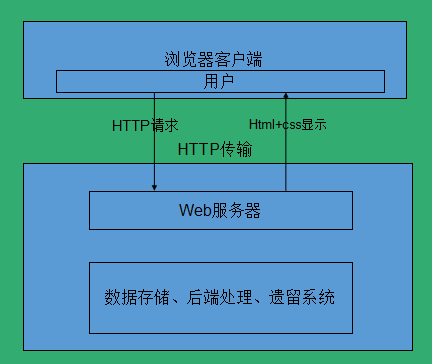 浏览器客户端
用户
HTTP请求
Html+css显示
HTTP传输
Web服务器
数据存储、后端处理、遗留系统